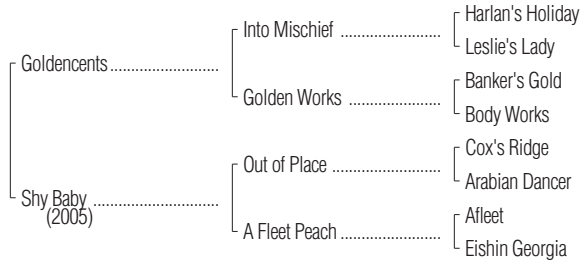 Harlan's Holiday
Into Mischief ........................
Leslie's Lady
Goldencents ..........................
Banker's Gold
Golden Works ......................
Body Works
Cox's Ridge
Out of Place ..........................
Arabian Dancer
Shy Baby ..............................
(2005)
Afleet
A Fleet Peach ........................
Eishin Georgia